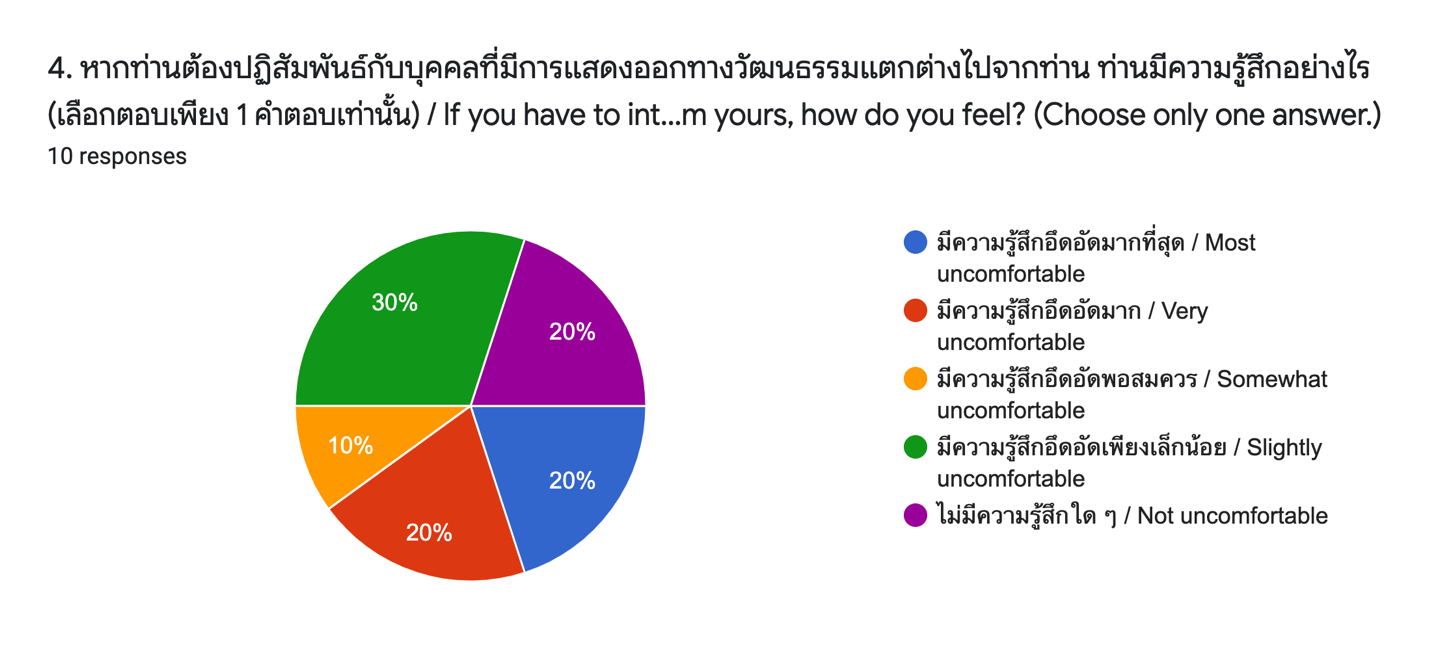 4. หากท่านต้องปฏิสัมพันธ์กับบุคคลที่มีการแสดงออกทางวัฒนธรรมแตกต่างไปจากท่าน ท่านมีความรู้สึกอย่างไร
(เลือกตอบเพียง 1 คำตอบเท่านั้น) / If you have to int...m yours, how do you feel? (Choose only one answer.)
10 responses
30%
20%
10%
20%
20%
มีความรู้สึกอึดอัดมากที่สุด / Most
uncomfortable
มีความรู้สึกอึดอัดมาก / Very
uncomfortable
มีความรู้สึกอึดอัดพอสมควร / Somewhat
uncomfortable
มีความรู้สึกอึดอัดเพียงเล็กน้อย / Slightly
uncomfortable
ไม่มีความรู้สึกใด ๆ / Not uncomfortable